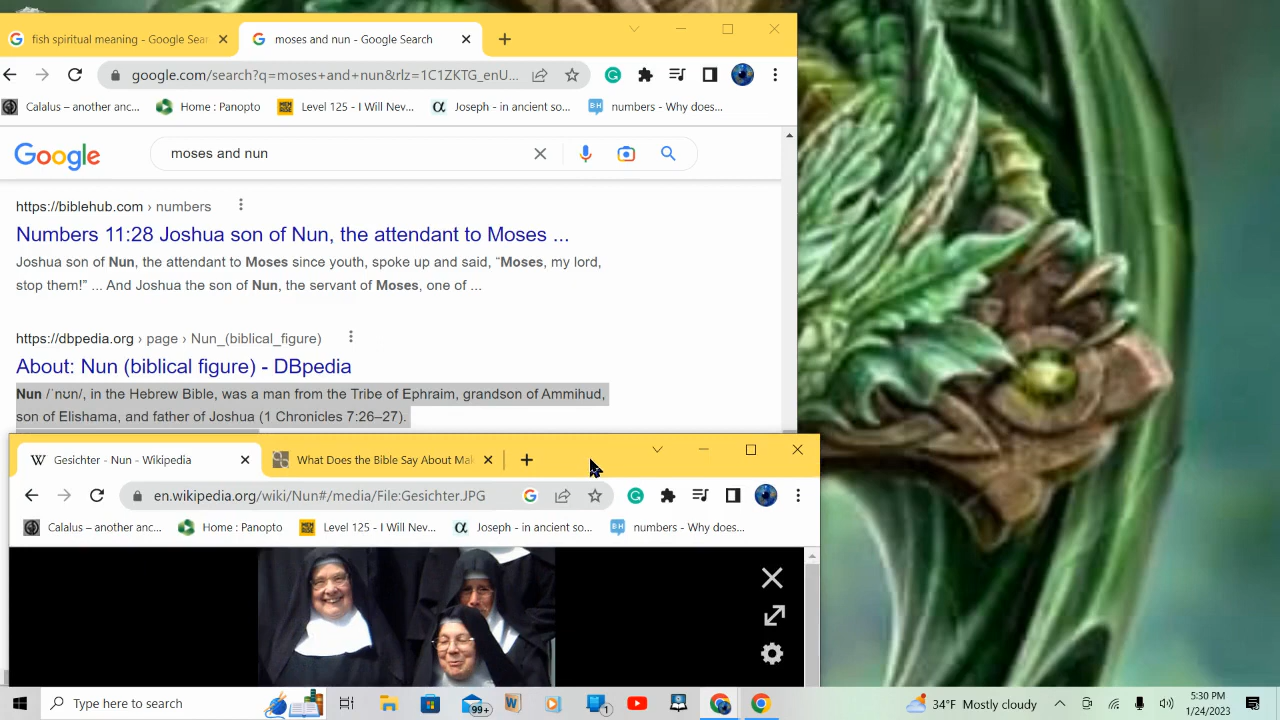 fish spiritual meaning - Google Sear
moses and nun - Google Search
google.com/search?q=moses+and+nun&rlz=1C1ZKTG_enU...
Calalus – another anc...
Home : Panopto
Level 125 - I Will Nev...
Joseph - in ancient so...
numbers - Why does...
Google
moses and nun
https://biblehub.com › numbers
Numbers 11:28 Joshua son of Nun, the attendant to Moses ...
Joshua son of Nun, the attendant to Moses since youth, spoke up and said, “Moses, my lord,
stop them!” ... And Joshua the son of Nun, the servant of Moses, one of ...
https://dbpedia.org › page › Nun_(biblical_figure)
About: Nun (biblical figure) - DBpedia
Nun /ˈnʊn/, in the Hebrew Bible, was a man from the Tribe of Ephraim, grandson of Ammihud,
son of Elishama, and father of Joshua (1 Chronicles 7:26–27).
Gesichter - Nun - Wikipedia
What Does the Bible Say About Mak
en.wikipedia.org/wiki/Nun#/media/File:Gesichter.JPG
Calalus – another anc...
Home : Panopto
Level 125 - I Will Nev...
Joseph - in ancient so...
numbers - Why does...
Type here to search
99+
1
34°F Mostly cloudy
5:30 PM
1/24/2023